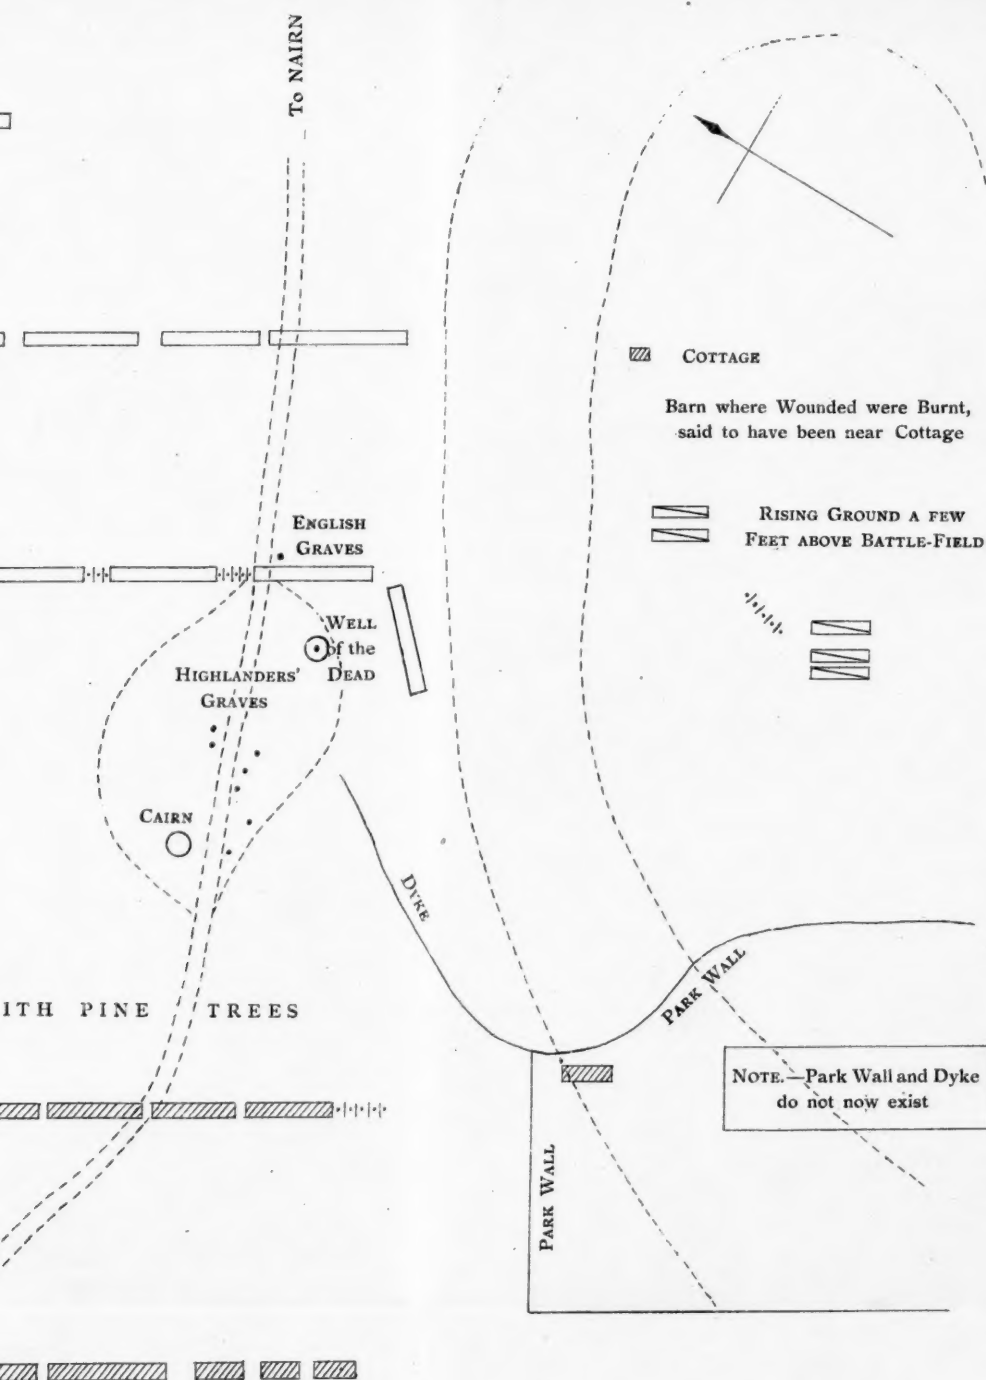 To NAIRN
COTTAGE
Barn where Wounded were Burnt,
said to have been near Cottage
ENGLISH
GRAVES
RISING GROUND A FEW
FEET ABOVE BATTLE-FIELD
WELL
of the
DEAD
HIGHLANDERS'
GRAVES
CAIRN
DYKE
PARK WALL
ITH PINE TREES
NOTE.—Park Wall and Dyke
do not now exist
PARK WALL